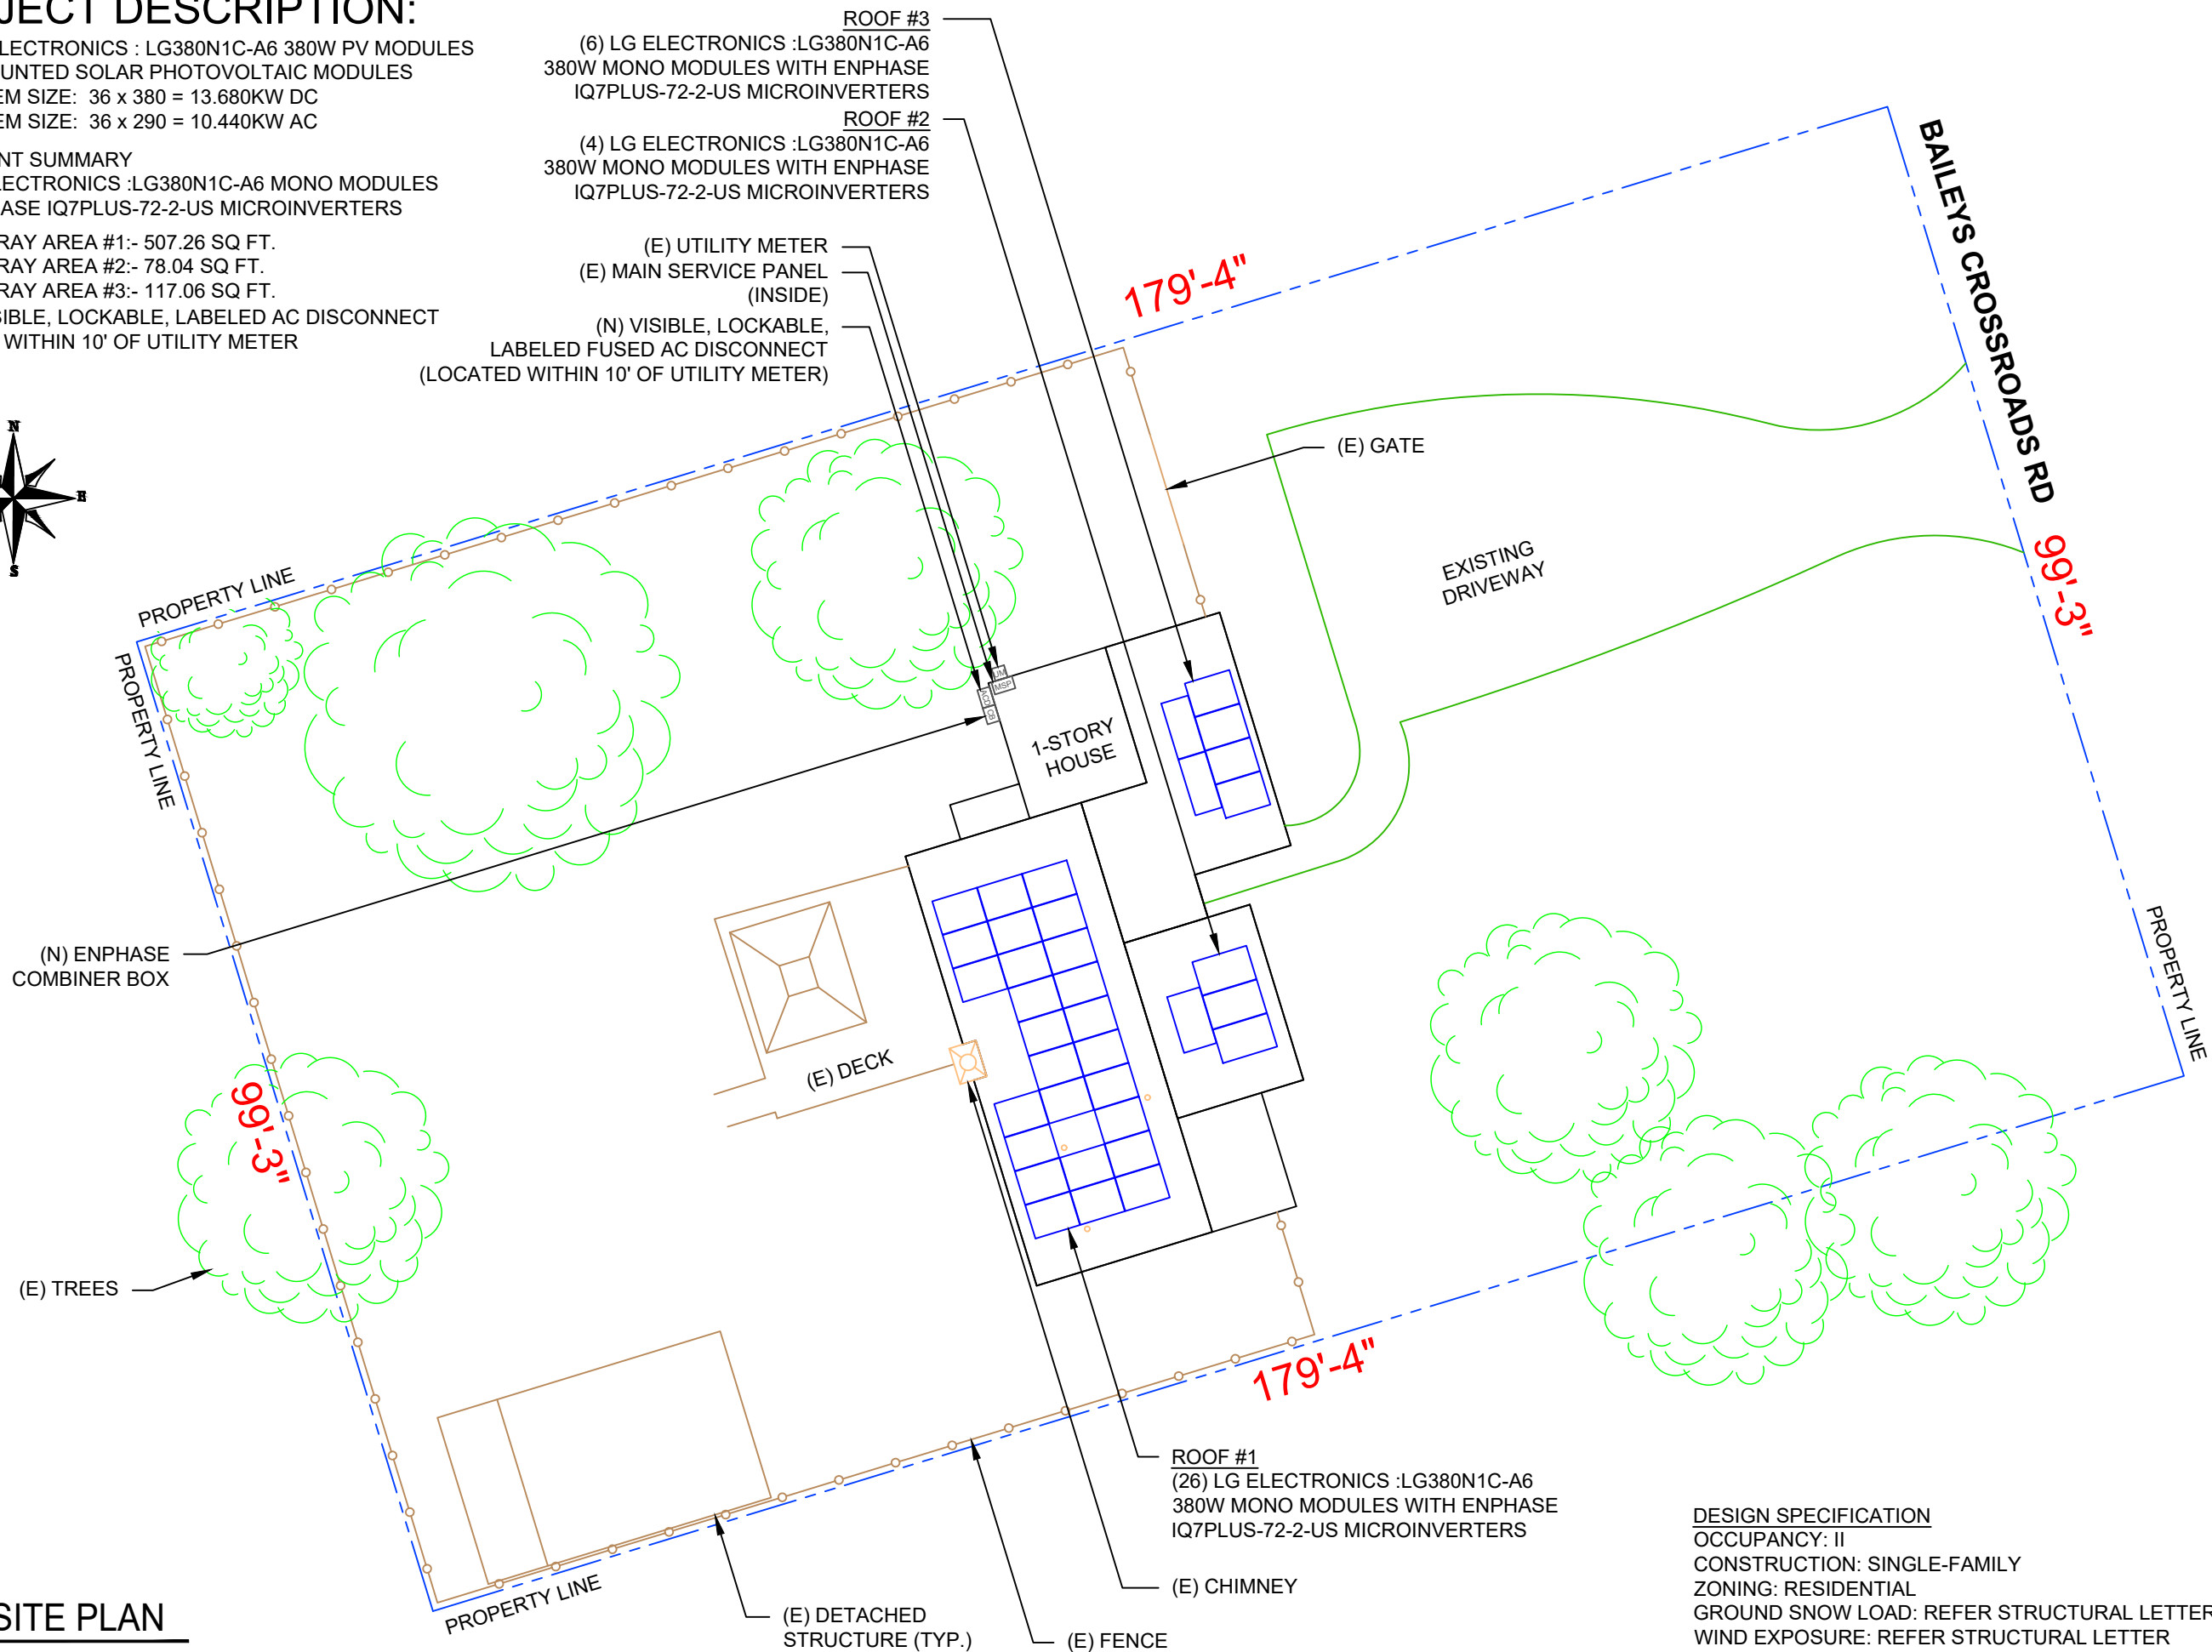 JECT DESCRIPTION:
LECTRONICS : LG380N1C-A6 380W PV MODULES
UNTED SOLAR PHOTOVOLTAIC MODULES
EM SIZE: 36 x 380 = 13.680KW DC
EM SIZE: 36 x 290 = 10.440KW AC
NT SUMMARY
LECTRONICS :LG380N1C-A6 MONO MODULES
ASE IQ7PLUS-72-2-US MICROINVERTERS
RAY AREA #1:- 507.26 SQ FT.
RAY AREA #2:- 78.04 SQ FT.
RAY AREA #3:- 117.06 SQ FT.
SIBLE, LOCKABLE, LABELED AC DISCONNECT
WITHIN 10' OF UTILITY METER
ROOF #3
(6) LG ELECTRONICS :LG380N1C-A6
380W MONO MODULES WITH ENPHASE
IQ7PLUS-72-2-US MICROINVERTERS
ROOF #2
(4) LG ELECTRONICS :LG380N1C-A6
380W MONO MODULES WITH ENPHASE
IQ7PLUS-72-2-US MICROINVERTERS
(E) UTILITY METER
(E) MAIN SERVICE PANEL
(INSIDE)
(N) VISIBLE, LOCKABLE,
LABELED FUSED AC DISCONNECT
(LOCATED WITHIN 10' OF UTILITY METER)
179'-4"
BAILEYS CROSSROADS RD
99'-3"
(E) GATE
EXISTING
DRIVEWAY
N
E
S
PROPERTY LINE
PROPERTY LINE
UM
MSP
ACD
CB
1-STORY
HOUSE
(N) ENPHASE
COMBINER BOX
(E) DECK
PROPERTY LINE
99'-3"
(E) TREES
179'-4"
ROOF #1
(26) LG ELECTRONICS :LG380N1C-A6
380W MONO MODULES WITH ENPHASE
IQ7PLUS-72-2-US MICROINVERTERS
(E) CHIMNEY
(E) DETACHED
STRUCTURE (TYP.)
(E) FENCE
PROPERTY LINE
SITE PLAN
DESIGN SPECIFICATION
OCCUPANCY: II
CONSTRUCTION: SINGLE-FAMILY
ZONING: RESIDENTIAL
GROUND SNOW LOAD: REFER STRUCTURAL LETTER
WIND EXPOSURE: REFER STRUCTURAL LETTER